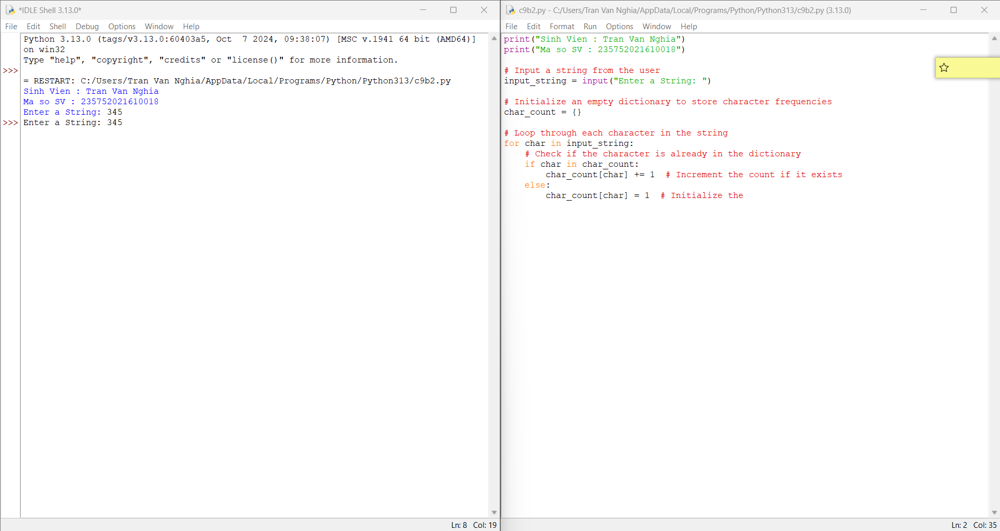 *IDLE Shell 3.13.0*
File Edit Shell Debug Options Window Help
Python 3.13.0 (tags/v3.13.0:60403a5, Oct  7 2024, 09:38:07) [MSC v.1941 64 bit (AMD64)]
on win32
Type "help", "copyright", "credits" or "license()" for more information.
>>>
= RESTART: C:/Users/Tran Van Nghia/AppData/Local/Programs/Python/Python313/c9b2.py
Sinh Vien : Tran Van Nghia
Ma so SV : 235752021610018
Enter a String: 345
>>> Enter a String: 345
Ln: 8 Col: 19
c9b2.py - C:/Users/Tran Van Nghia/AppData/Local/Programs/Python/Python313/c9b2.py (3.13.0)
File Edit Format Run Options Window Help
print("Sinh Vien : Tran Van Nghia")
print("Ma so SV : 235752021610018")
# Input a string from the user
input_string = input("Enter a String: ")
# Initialize an empty dictionary to store character frequencies
char_count = {}
# Loop through each character in the string
for char in input_string:
    # Check if the character is already in the dictionary
    if char in char_count:
        char_count[char] += 1  # Increment the count if it exists
    else:
        char_count[char] = 1  # Initialize the
Ln: 2 Col: 35